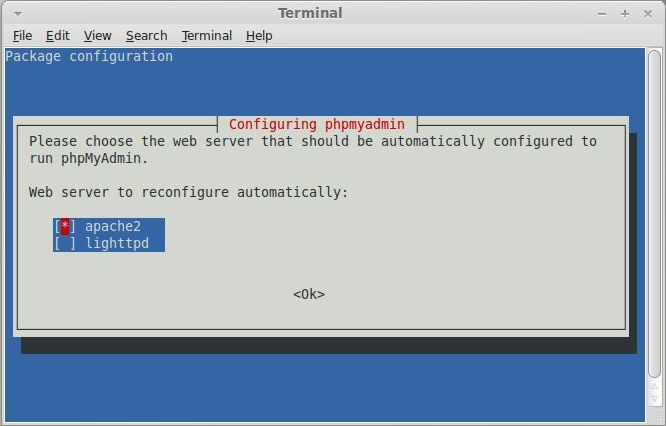 Terminal
File Edit View Search Terminal Help
Package configuration
Configuring phpmyadmin
Please choose the web server that should be automatically configured to
run phpMyAdmin.
Web server to reconfigure automatically:
[*] apache2
[ ] lighttpd
<Ok>